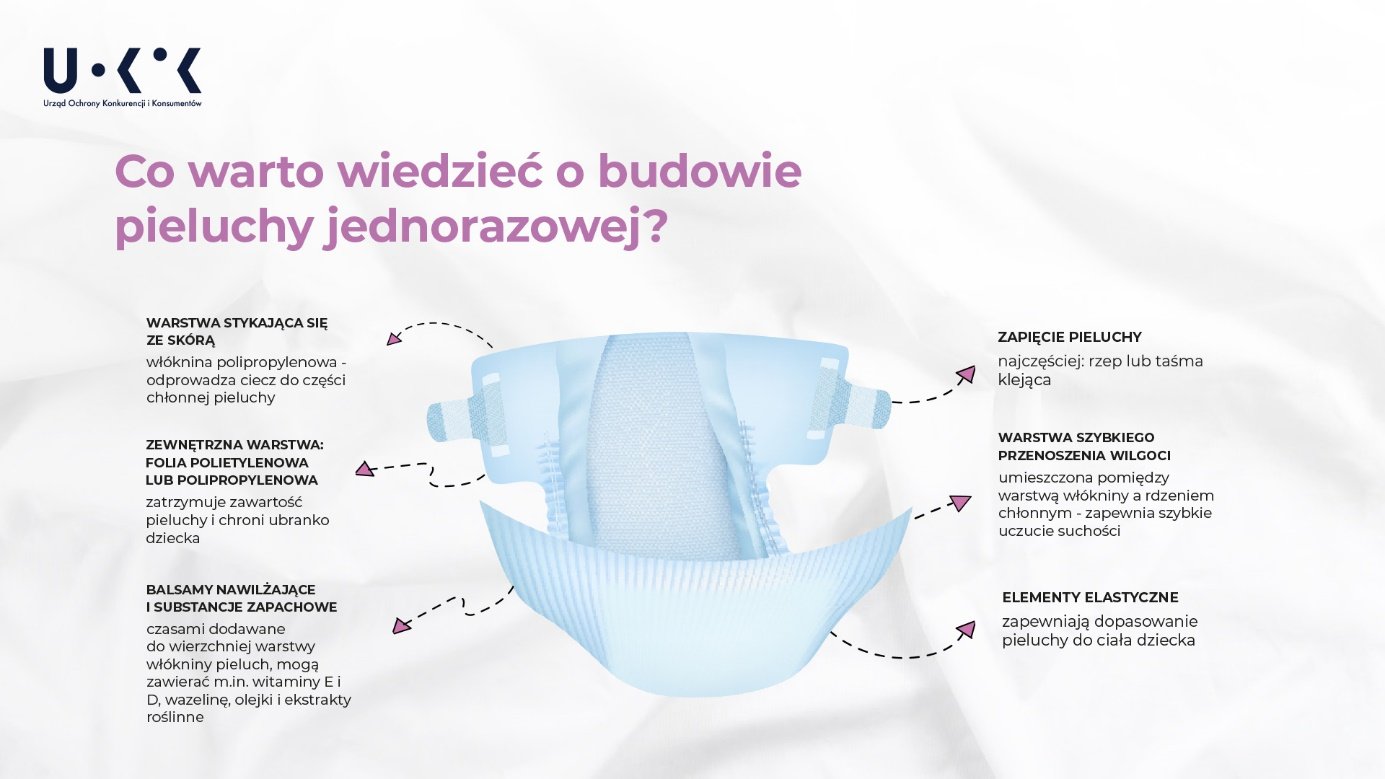 U·K·K
Urząd Ochrony Konkurencji i Konsumentów
Co warto wiedzieć o budowie
pieluchy jednorazowej?
WARSTWA STYKAJĄCA SIĘ
ZE SKÓRĄ
włóknina polipropylenowa -
odprowadza ciecz do części
chłonnej pieluchy
ZEWNĘTRZNA WARSTWA:
FOLIA POLIETYLENOWA
LUB POLIPROPYLENOWA
zatrzymuje zawartość
pieluchy i chroni ubranko
dziecka
BALSAMY NAWILŻAJĄCE
I SUBSTANCJE ZAPACHOWE
czasami dodawane
do wierzchniej warstwy
włókniny pieluch, mogą
zawierać m.in. witaminy E i
D, wazelinę, olejki i ekstrakty
roślinne
ZAPIĘCIE PIELUCHY
najczęściej: rzep lub taśma
klejąca
WARSTWA SZYBKIEGO
PRZENOSZENIA WILGOCI
umieszczona pomiędzy
warstwą włókniny a rdzeniem
chłonnym - zapewnia szybkie
uczucie suchości
ELEMENTY ELASTYCZNE
zapewniają dopasowanie
pieluchy do ciała dziecka